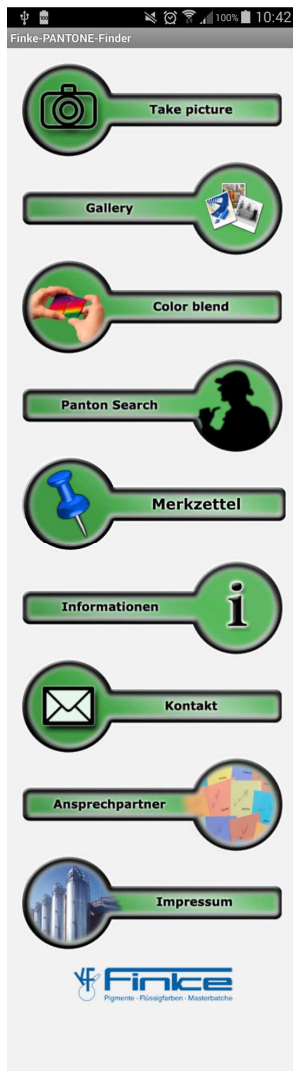 100% 10:42
Finke-PANTONE-Finder
Take picture
Gallery
Color blend
Panton Search
Merkzettel
Informationen
i
Kontakt
Ansprechpartner
Impressum
Finke
Pigmente - Flüssigfarben - Masterbatche